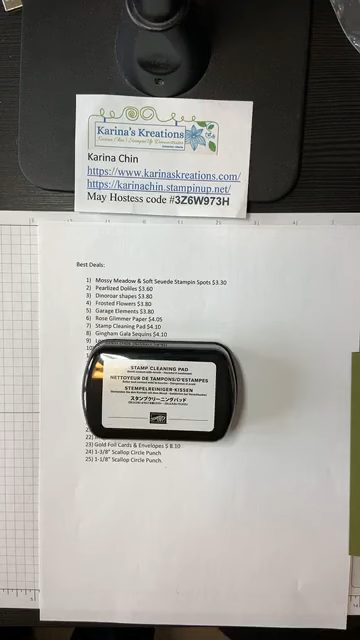 Karina's Kreations
Karina Chin
https://www.karinaskreations.com/
https://karinachin.stampinup.net/
May Hostess code #3Z6W973H
Best Deals:
1) Mossy Meadow & Soft Seuede Stampin Spots $3.30
2) Pearlized Doilies $3.60
3) Dinoroar shapes $3.80
4) Frosted Flowers $3.80
5) Garage Elements $3.80
6) Rose Glimmer Paper $4.05
7) Stamp Cleaning Pad $4.10
8) Gingham Gala Sequins $4.10
STAMP CLEANING PAD
NETTOYEUR DE TAMPONS/D'ESTAMPES
STEMPELREINIGER-KISSEN
スタンプクリーニングパッド
23) Gold Foil Cards & Envelopes $ 8.10
24) 1-3/8" Scallop Circle Punch
25) 1-1/8" Scallop Circle Punch